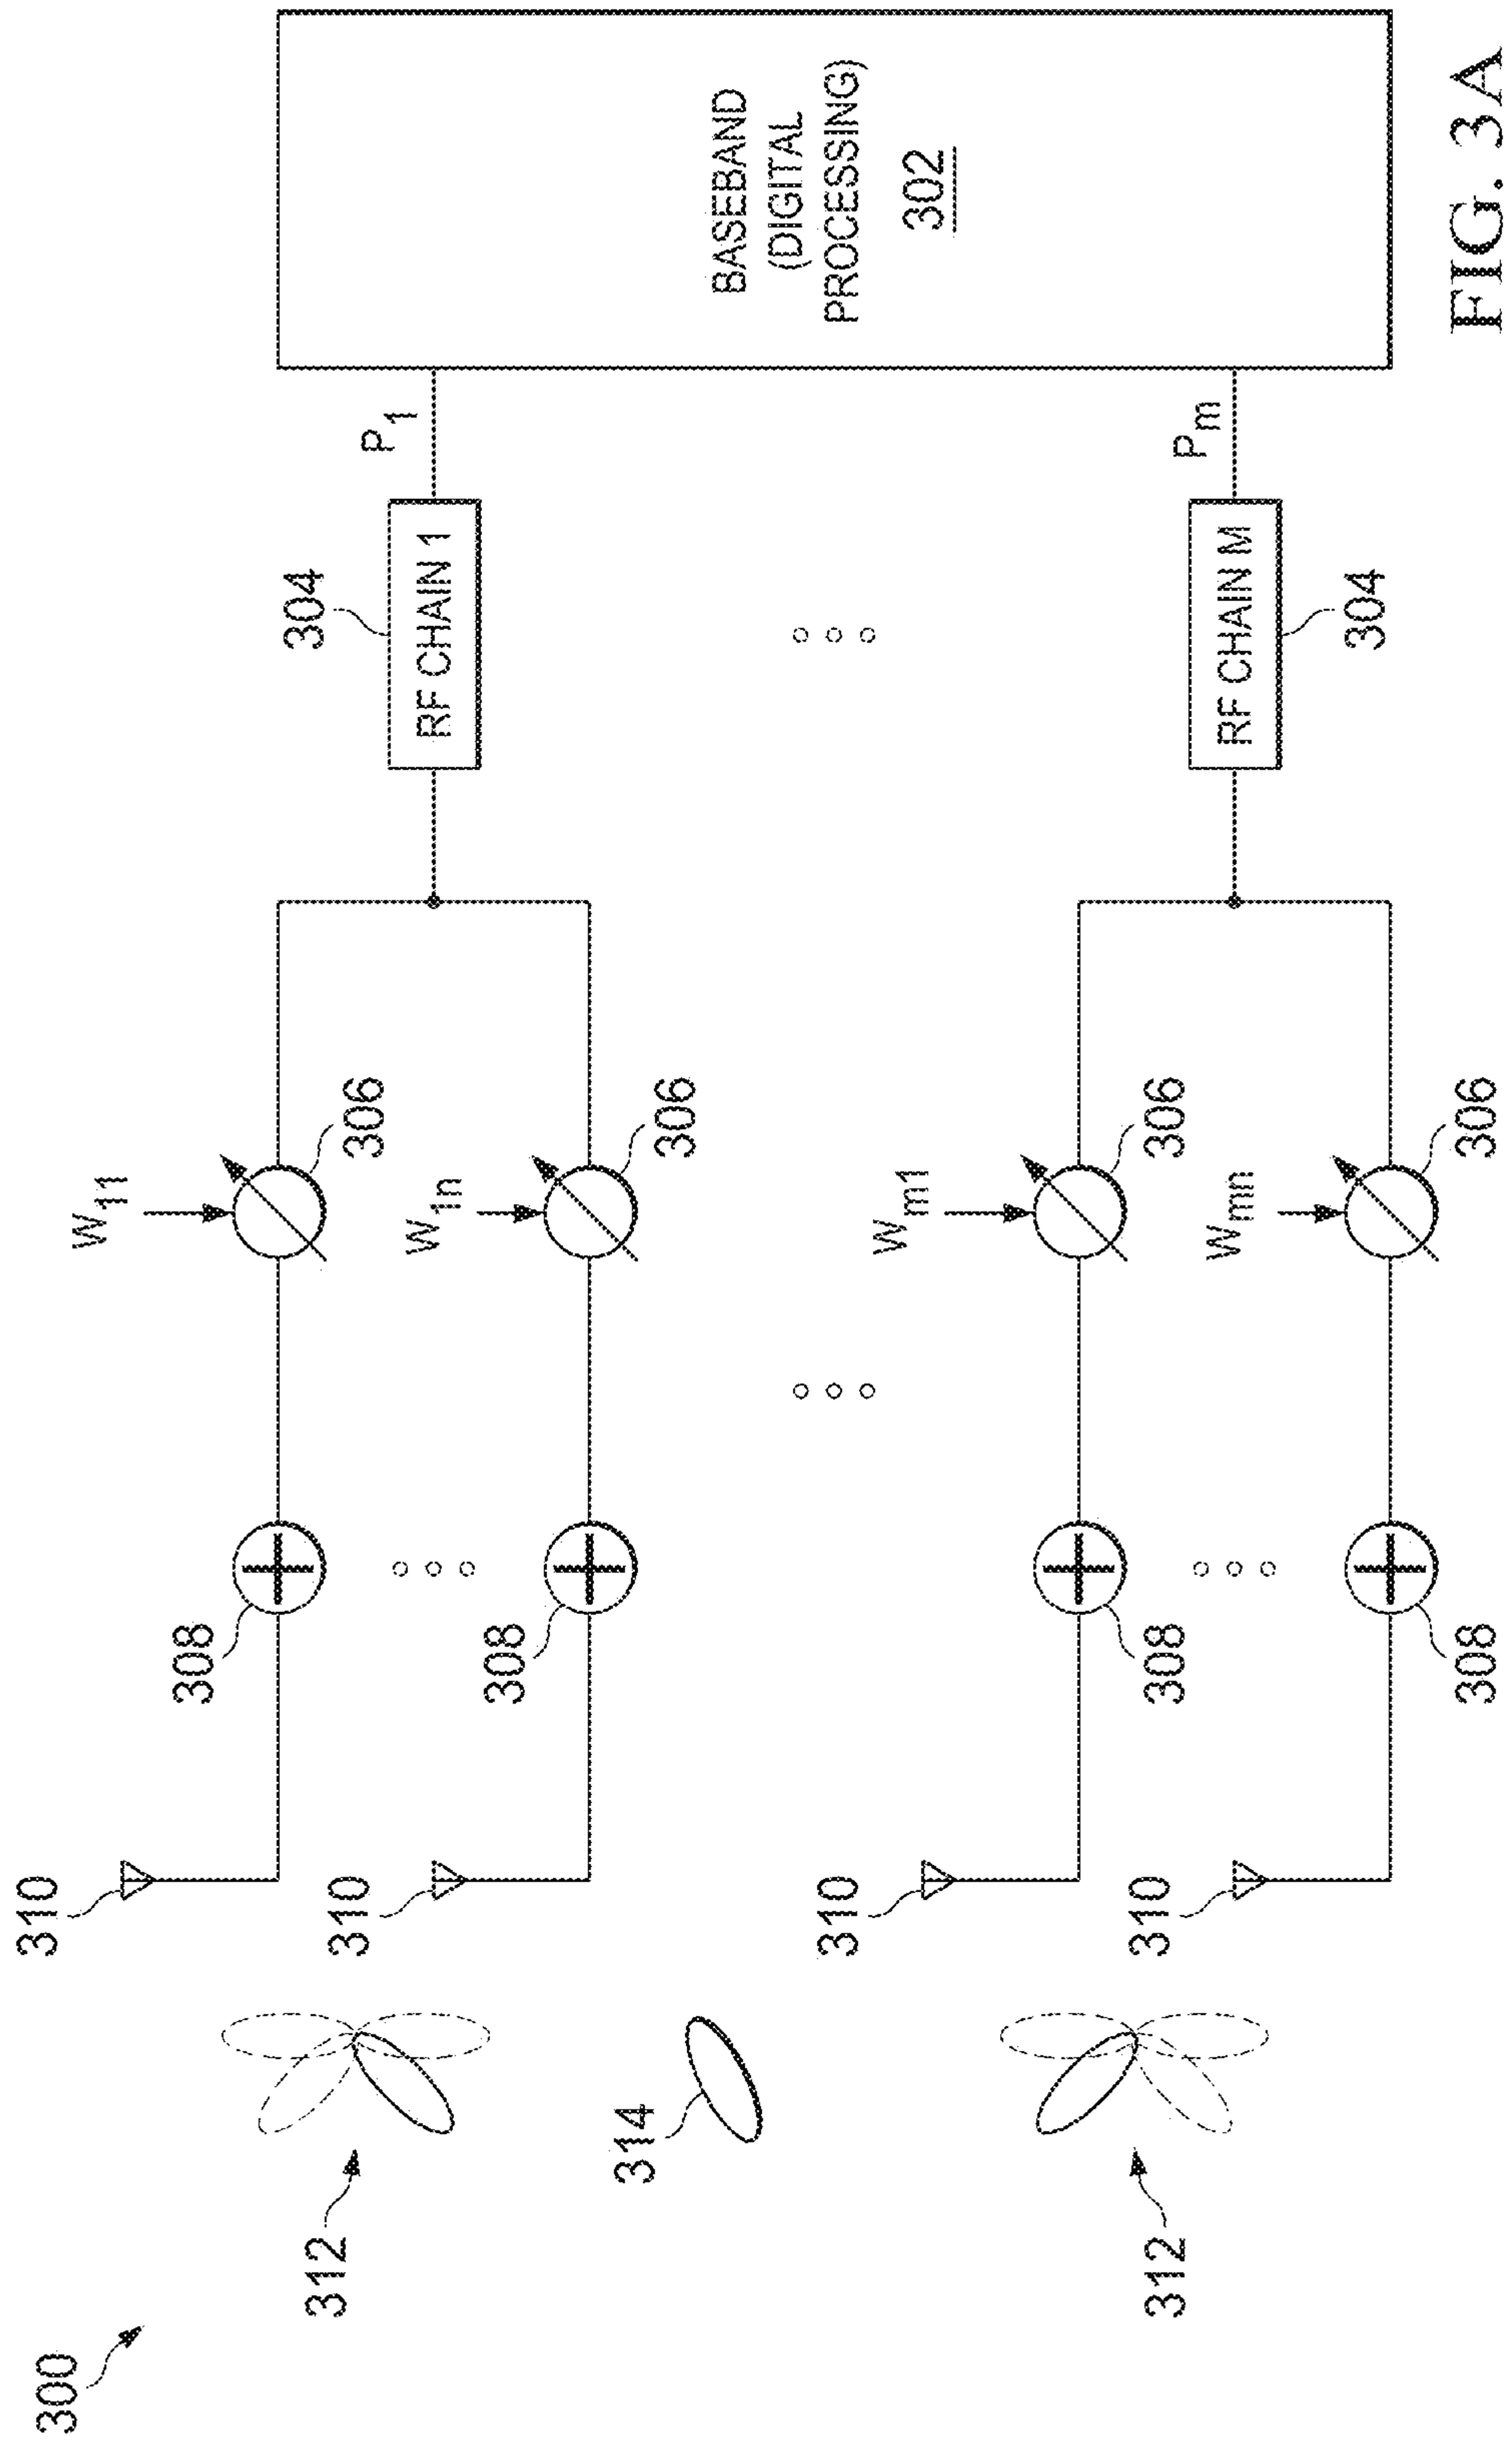 300
310
W11
308
304
312
310
306
P1
W1n
RF CHAIN 1
308
314
306
BASEBAND
(DIGITAL
PROCESSING)
302
310
Wm1
310
312
308
306
Pm
Wmn
RF CHAIN M
304
308
306
FIG. 3A